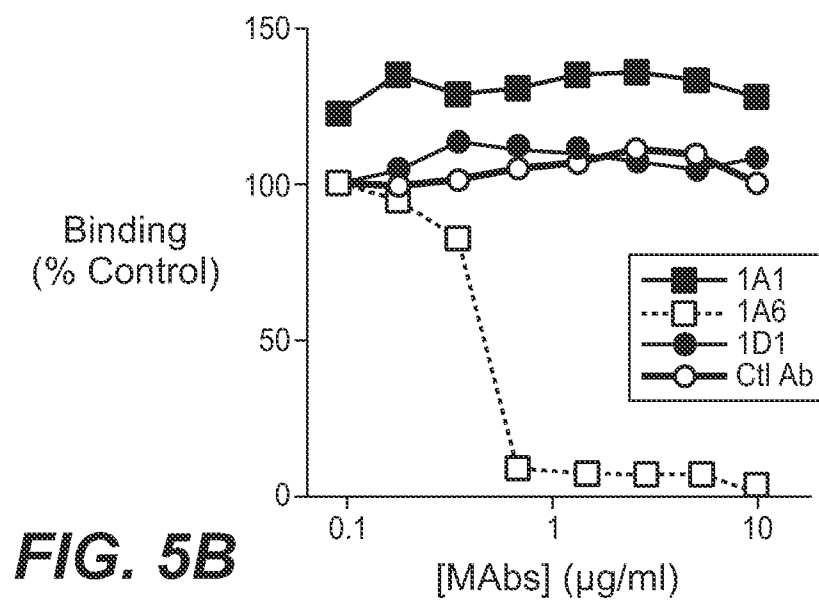 150
100
50
0
Binding
(% Control)
1A1
1A6
1D1
Ctl Ab
0.1
1
10
[MAbs] (µg/ml)
FIG. 5B